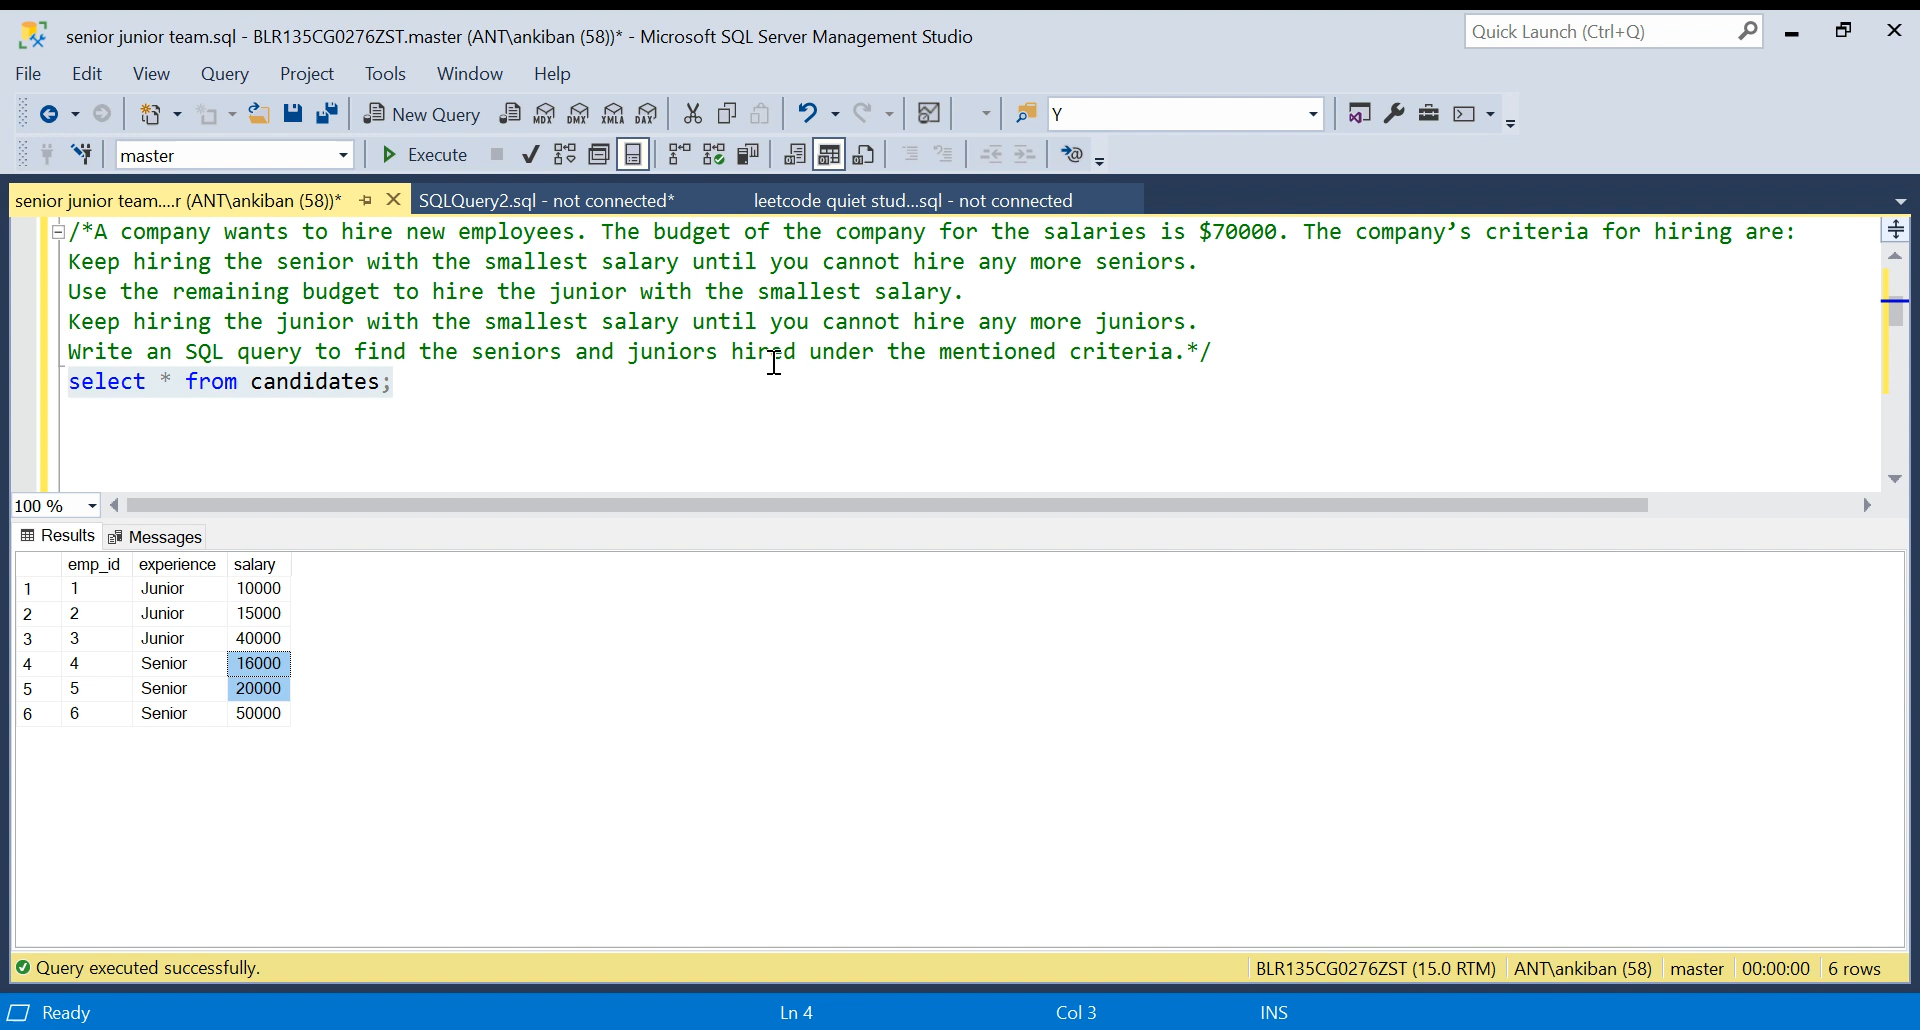 senior junior team.sql - BLR135CG0276ZST.master (ANT\ankiban (58))* - Microsoft SQL Server Management Studio
Quick Launch (Ctrl+Q)
File Edit View Query Project Tools Window Help
New Query MDX DMX XMLA DAX Y
master Execute
senior junior team....r (ANT\ankiban (58))* SQLQuery2.sql - not connected* leetcode quiet stud...sql - not connected
/*A company wants to hire new employees. The budget of the company for the salaries is $70000. The company’s criteria for hiring are:
Keep hiring the senior with the smallest salary until you cannot hire any more seniors.
Use the remaining budget to hire the junior with the smallest salary.
Keep hiring the junior with the smallest salary until you cannot hire any more juniors.
Write an SQL query to find the seniors and juniors hired under the mentioned criteria.*/
select * from candidates;
100 %
Results Messages
emp_id experience salary
1 1 Junior 10000
2 2 Junior 15000
3 3 Junior 40000
4 4 Senior 16000
5 5 Senior 20000
6 6 Senior 50000
Query executed successfully. BLR135CG0276ZST (15.0 RTM) ANT\ankiban (58) master 00:00:00 6 rows
Ready Ln 4 Col 3 INS